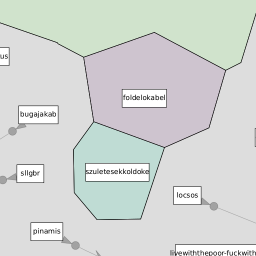 us
foldelokabel
bugajakab
sllgbr
szuletesekkoldoke
locsos
pinamis
livewiththepoor-fuckwith